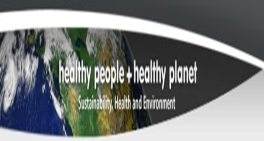 healthy people + healthy planet
Sustainability, Health and Environment